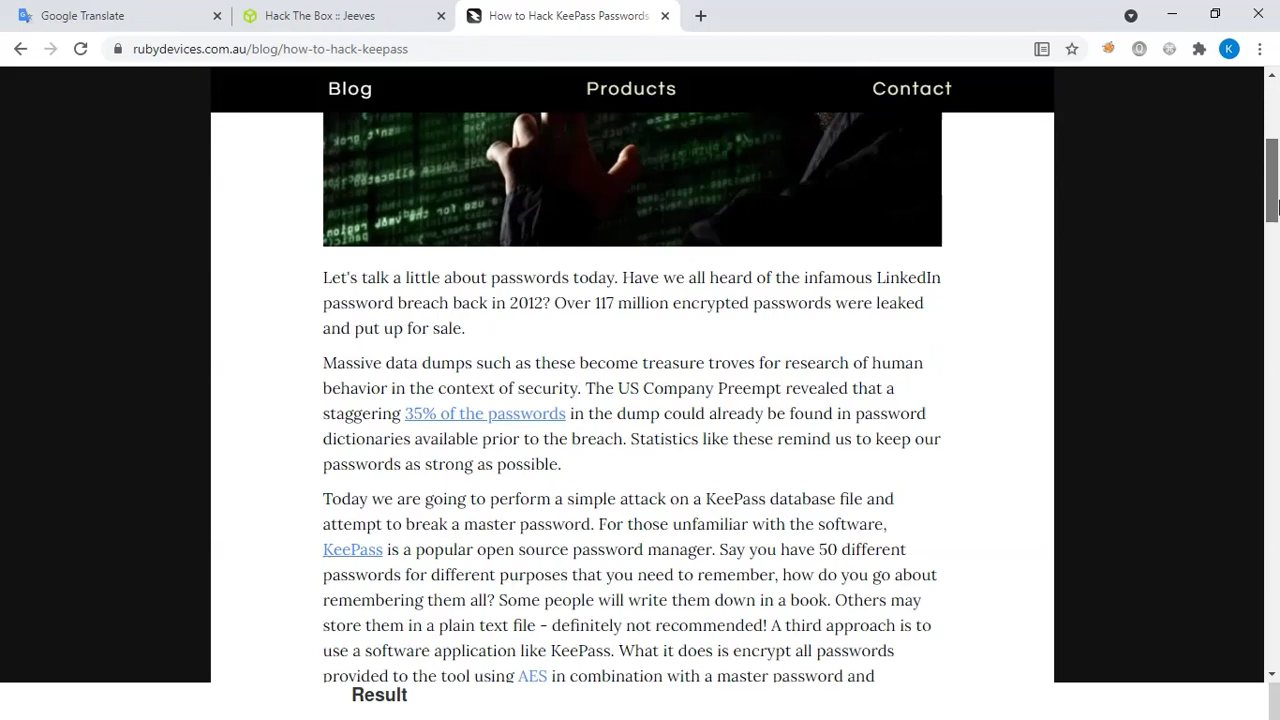 Google Translate
Hack The Box :: Jeeves
How to Hack KeePass Passwords
rubydevices.com.au/blog/how-to-hack-keepass
K
Blog Products Contact
Let's talk a little about passwords today. Have we all heard of the infamous LinkedIn
password breach back in 2012? Over 117 million encrypted passwords were leaked
and put up for sale.
Massive data dumps such as these become treasure troves for research of human
behavior in the context of security. The US Company Preempt revealed that a
staggering 35% of the passwords in the dump could already be found in password
dictionaries available prior to the breach. Statistics like these remind us to keep our
passwords as strong as possible.
Today we are going to perform a simple attack on a KeePass database file and
attempt to break a master password. For those unfamiliar with the software,
KeePass is a popular open source password manager. Say you have 50 different
passwords for different purposes that you need to remember, how do you go about
remembering them all? Some people will write them down in a book. Others may
store them in a plain text file - definitely not recommended! A third approach is to
use a software application like KeePass. What it does is encrypt all passwords
provided to the tool using AES in combination with a master password and
Result